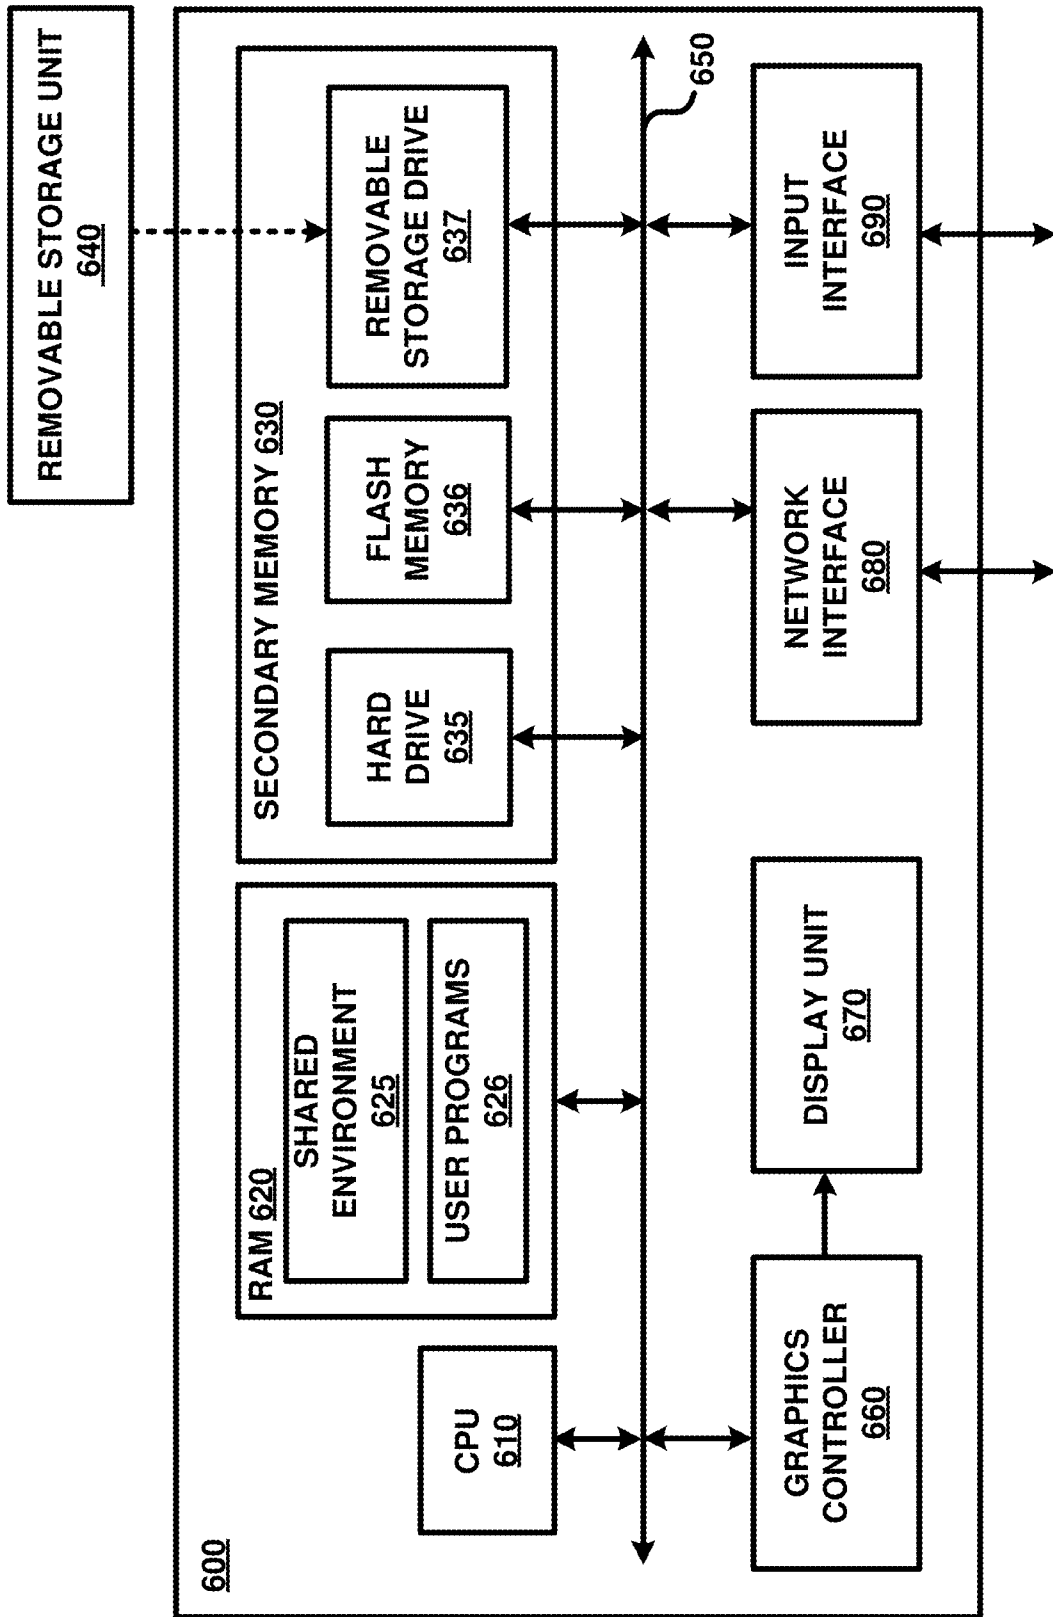 600
CPU
610
RAM 620
SHARED
ENVIRONMENT
625
USER PROGRAMS
626
SECONDARY MEMORY 630
HARD
DRIVE
635
FLASH
MEMORY
636
REMOVABLE
STORAGE DRIVE
637
REMOVABLE STORAGE UNIT
640
650
GRAPHICS
CONTROLLER
660
DISPLAY UNIT
670
NETWORK
INTERFACE
680
INPUT
INTERFACE
690